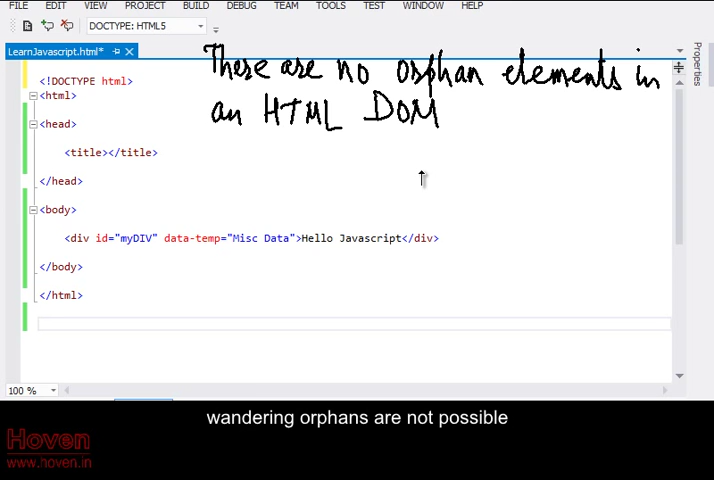 FILE EDIT VIEW PROJECT BUILD DEBUG TEAM TOOLS TEST WINDOW HELP
DOCTYPE: HTML5
LearnJavascript.html*
Properties
There are no orphan elements in
an HTML DOM
<!DOCTYPE html>
<html>
<head>
<title></title>
</head>
<body>
<div id="myDIV" data-temp="Misc Data">Hello Javascript</div>
</body>
</html>
100 %
wandering orphans are not possible
Hoven
www.hoven.in